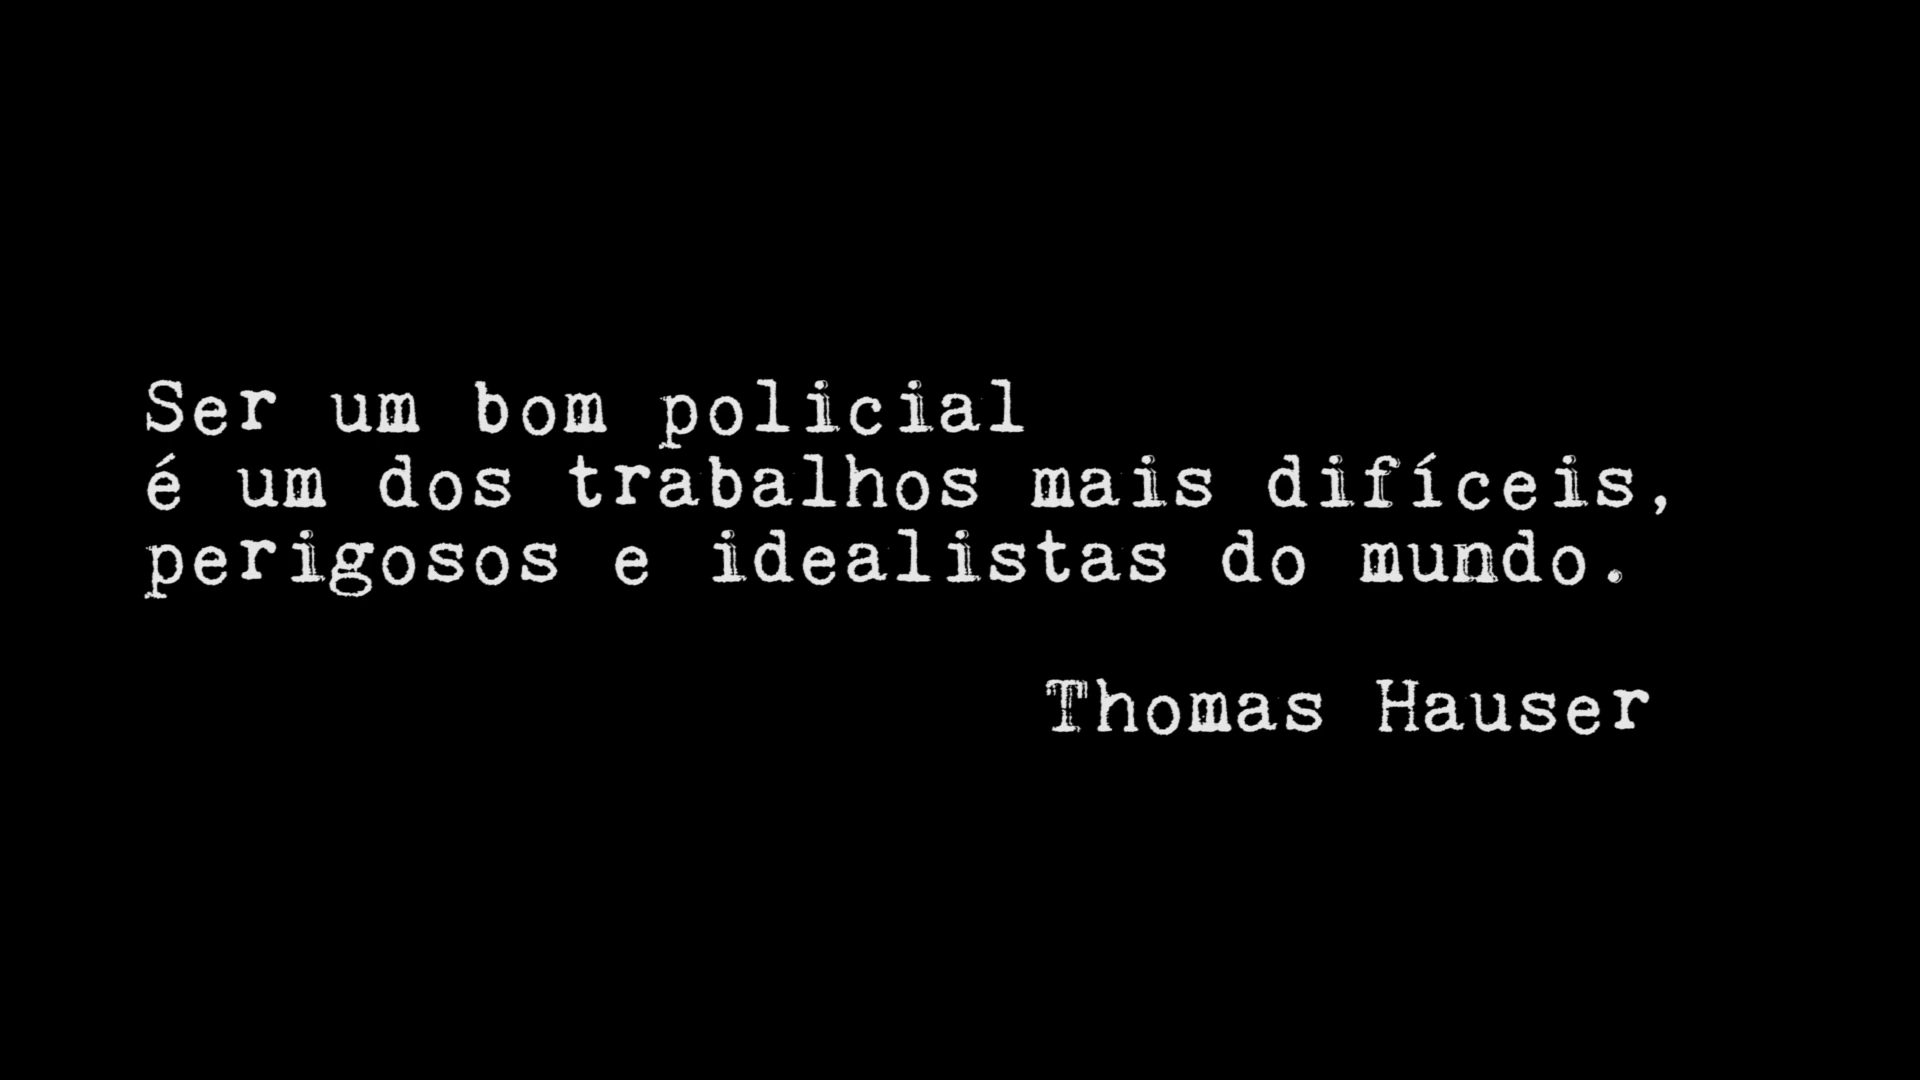 Ser um bom policial
é um dos trabalhos mais difíceis,
perigosos e idealistas do mundo.
Thomas Hauser